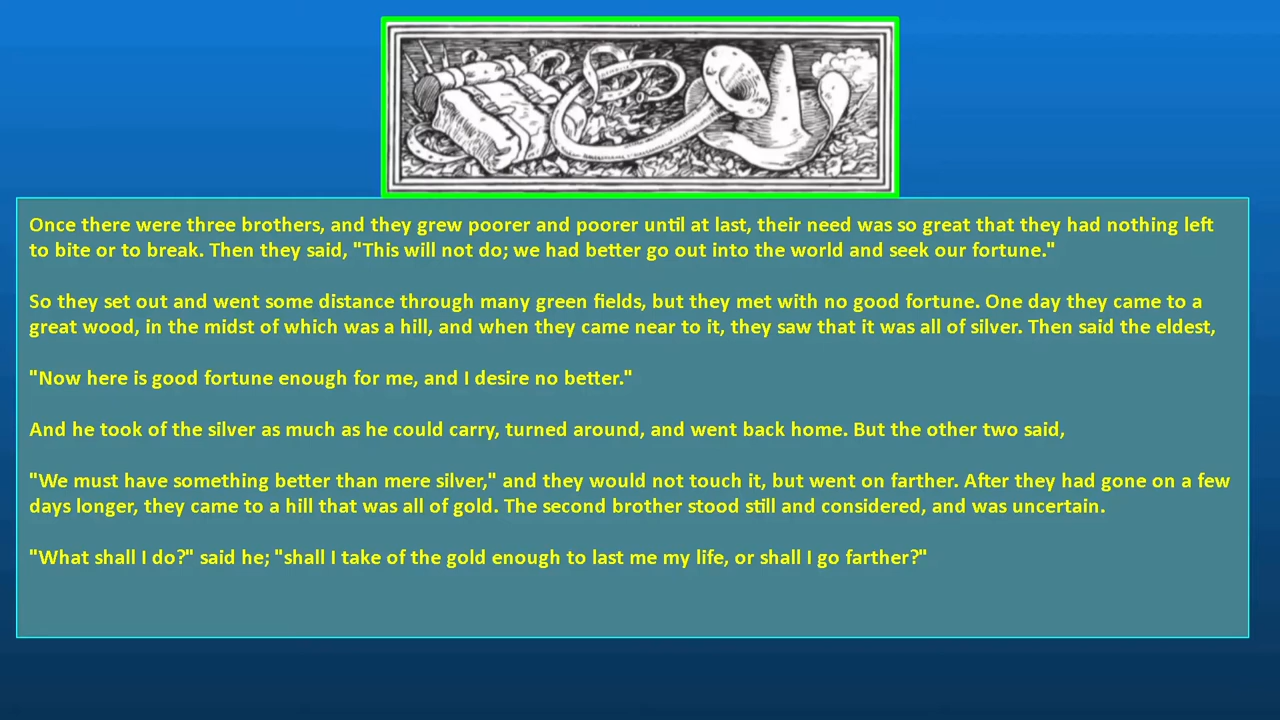 Once there were three brothers, and they grew poorer and poorer until at last, their need was so great that they had nothing left
to bite or to break. Then they said, "This will not do; we had better go out into the world and seek our fortune."
So they set out and went some distance through many green fields, but they met with no good fortune. One day they came to a
great wood, in the midst of which was a hill, and when they came near to it, they saw that it was all of silver. Then said the eldest,
"Now here is good fortune enough for me, and I desire no better."
And he took of the silver as much as he could carry, turned around, and went back home. But the other two said,
"We must have something better than mere silver," and they would not touch it, but went on farther. After they had gone on a few
days longer, they came to a hill that was all of gold. The second brother stood still and considered, and was uncertain.
"What shall I do?" said he; "shall I take of the gold enough to last me my life, or shall I go farther?"